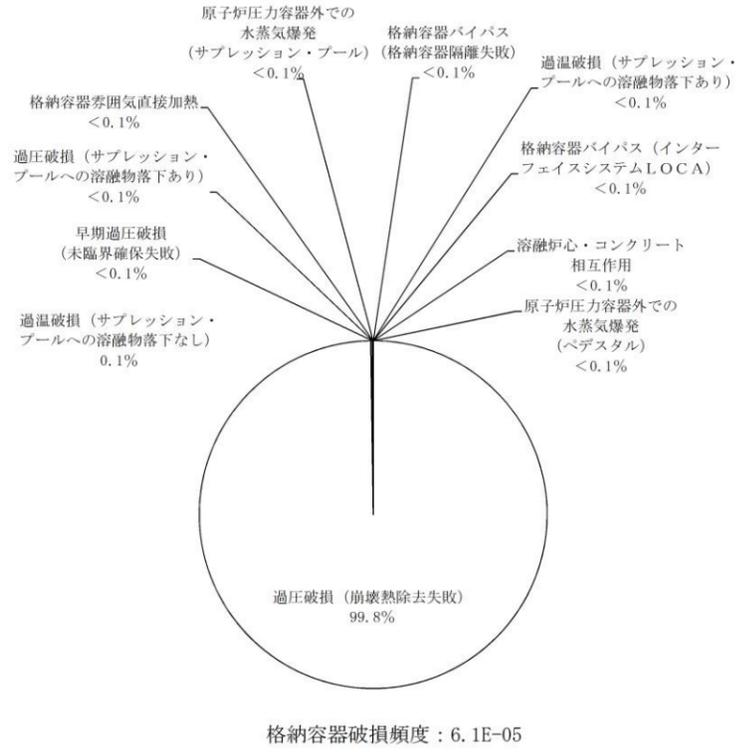 原子炉圧力容器外での
水蒸気爆発
(サプレッション・プール)
<0.1%
格納容器バイパス
(格納容器隔離失敗)
<0.1%
過温破損(サプレッション・
プールへの溶融物落下あり)
<0.1%
格納容器雰囲気直接加熱
<0.1%
過圧破損(サプレッション・
プールへの溶融物落下あり)
<0.1%
格納容器バイパス(インター
フェイスシステムLOCA)
<0.1%
早期過圧破損
(未臨界確保失敗)
<0.1%
溶融炉心・コンクリート
相互作用
<0.1%
過温破損(サプレッション・
プールへの溶融物落下なし)
0.1%
原子炉圧力容器外での
水蒸気爆発
(ペデスタル)
<0.1%
過圧破損(崩壊熱除去失敗)
99.8%
格納容器破損頻度:6.1E-05